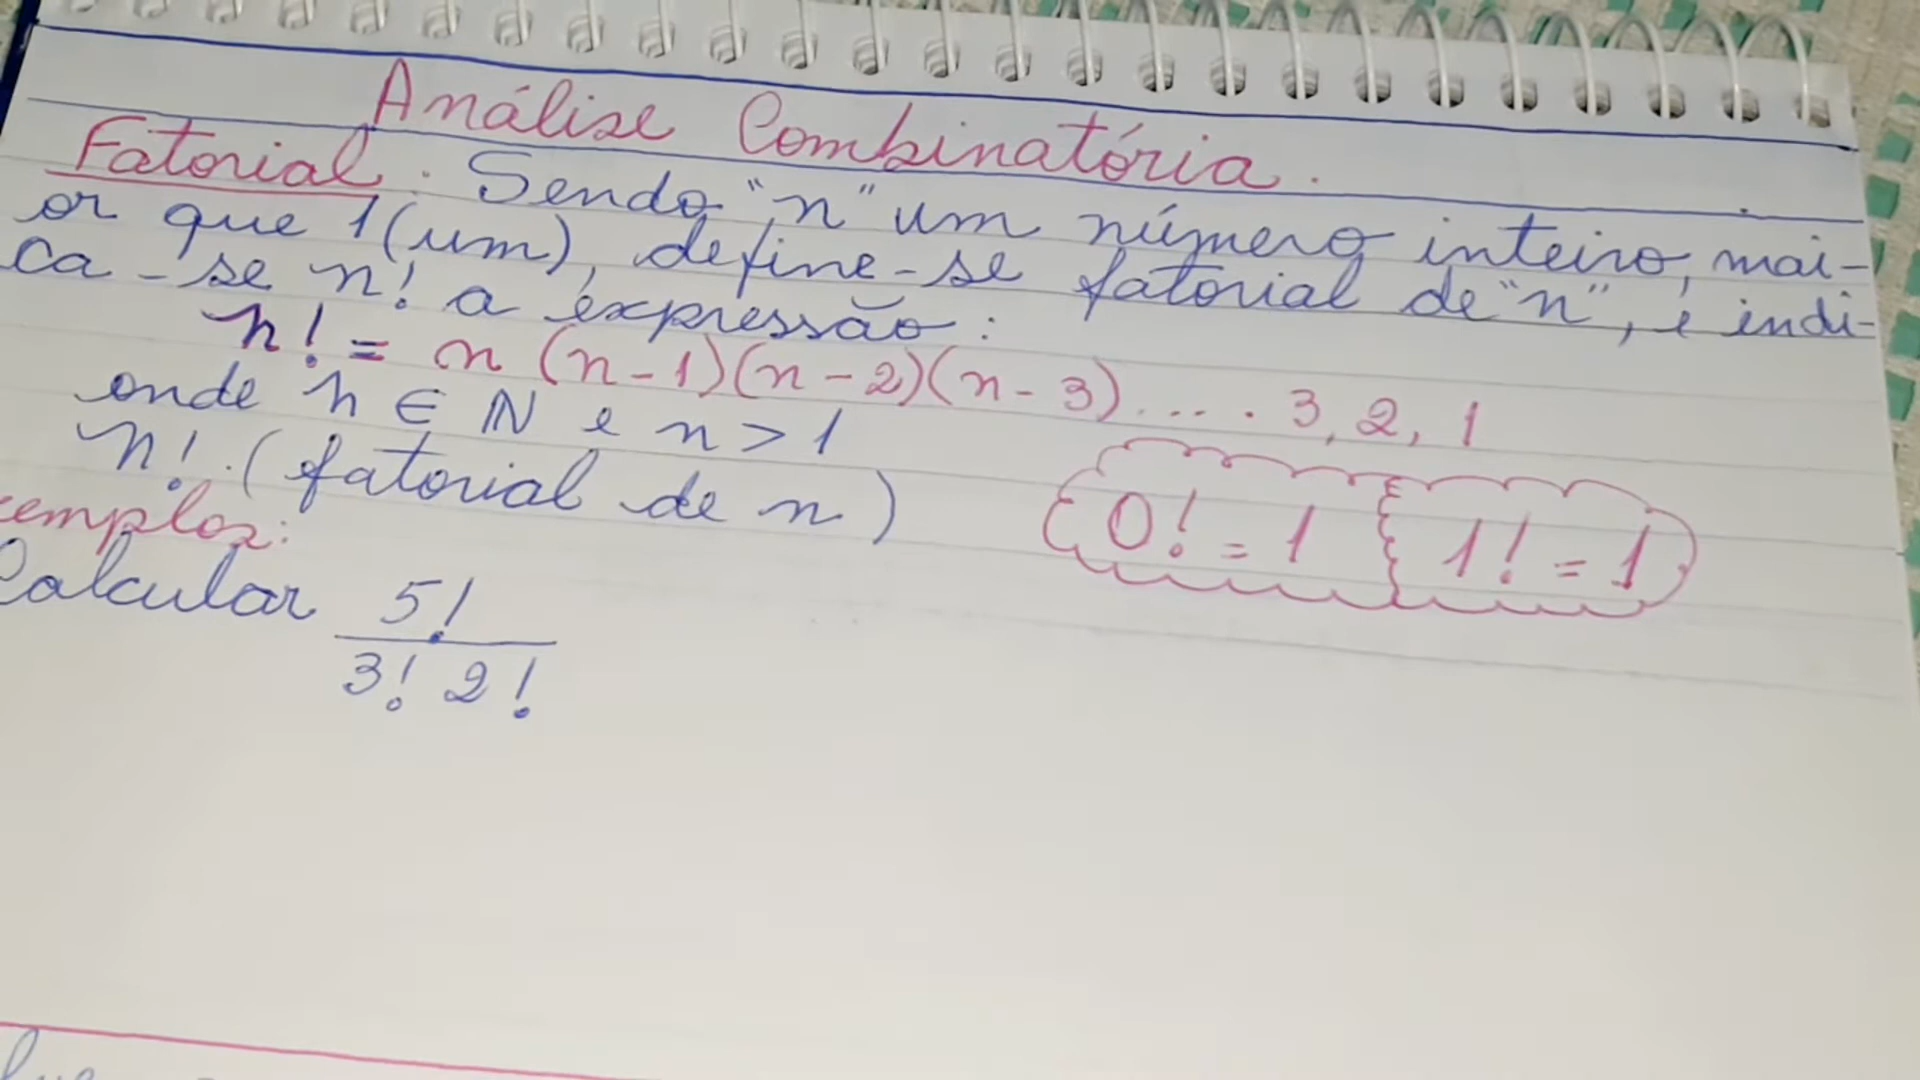 Análise Combinatória.
Fatorial. Sendo "n" um número inteiro, mai-
or que 1 (um), define-se fatorial de "n", e indi-
ca-se n! a expressão:
n! = n (n-1)(n-2)(n-3).... 3, 2, 1
onde n ∈ ℕ e n > 1
n! . (fatorial de n)
0! = 1 1! = 1
emplos:
Calcular 5!
3! 2!